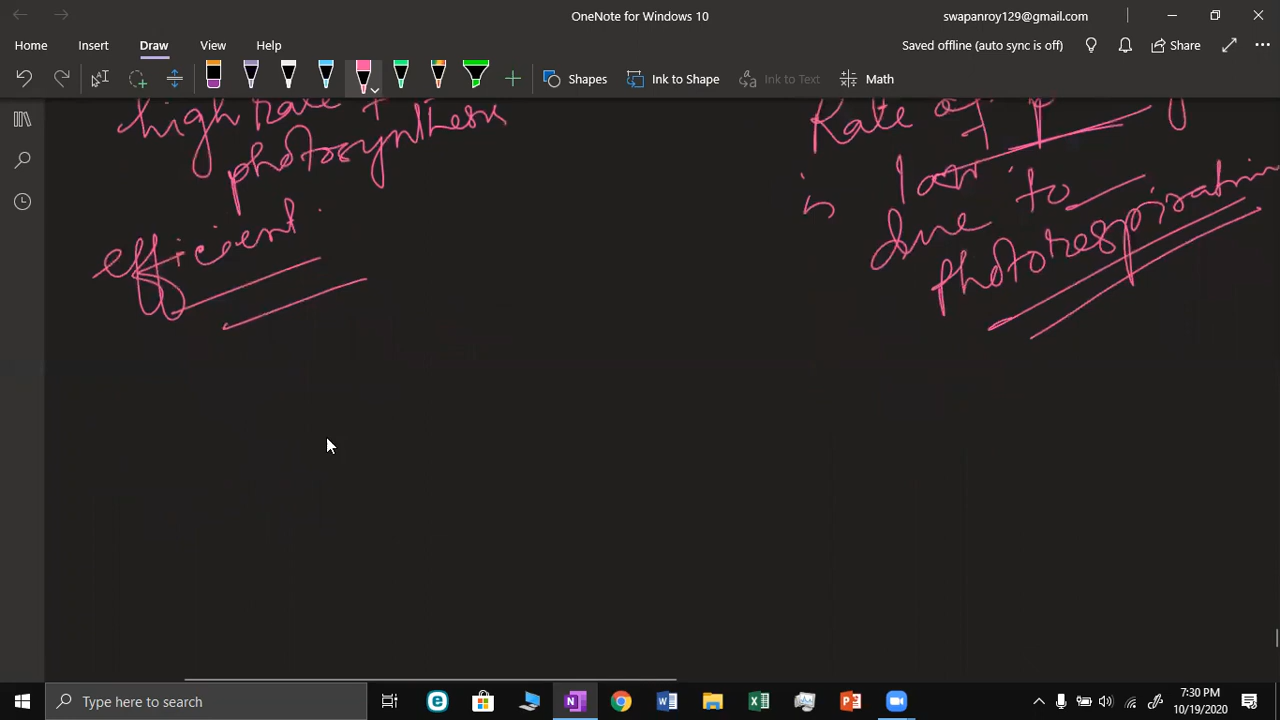 OneNote for Windows 10
swapanroy129@gmail.com
Home
Insert
Draw
View
Help
Saved offline (auto sync is off)
Share
Shapes
Ink to Shape
Ink to Text
Math
high Rate
photosynthesis
efficient
Rate of
is low
due to
photorespiration
Type here to search
7:30 PM
10/19/2020